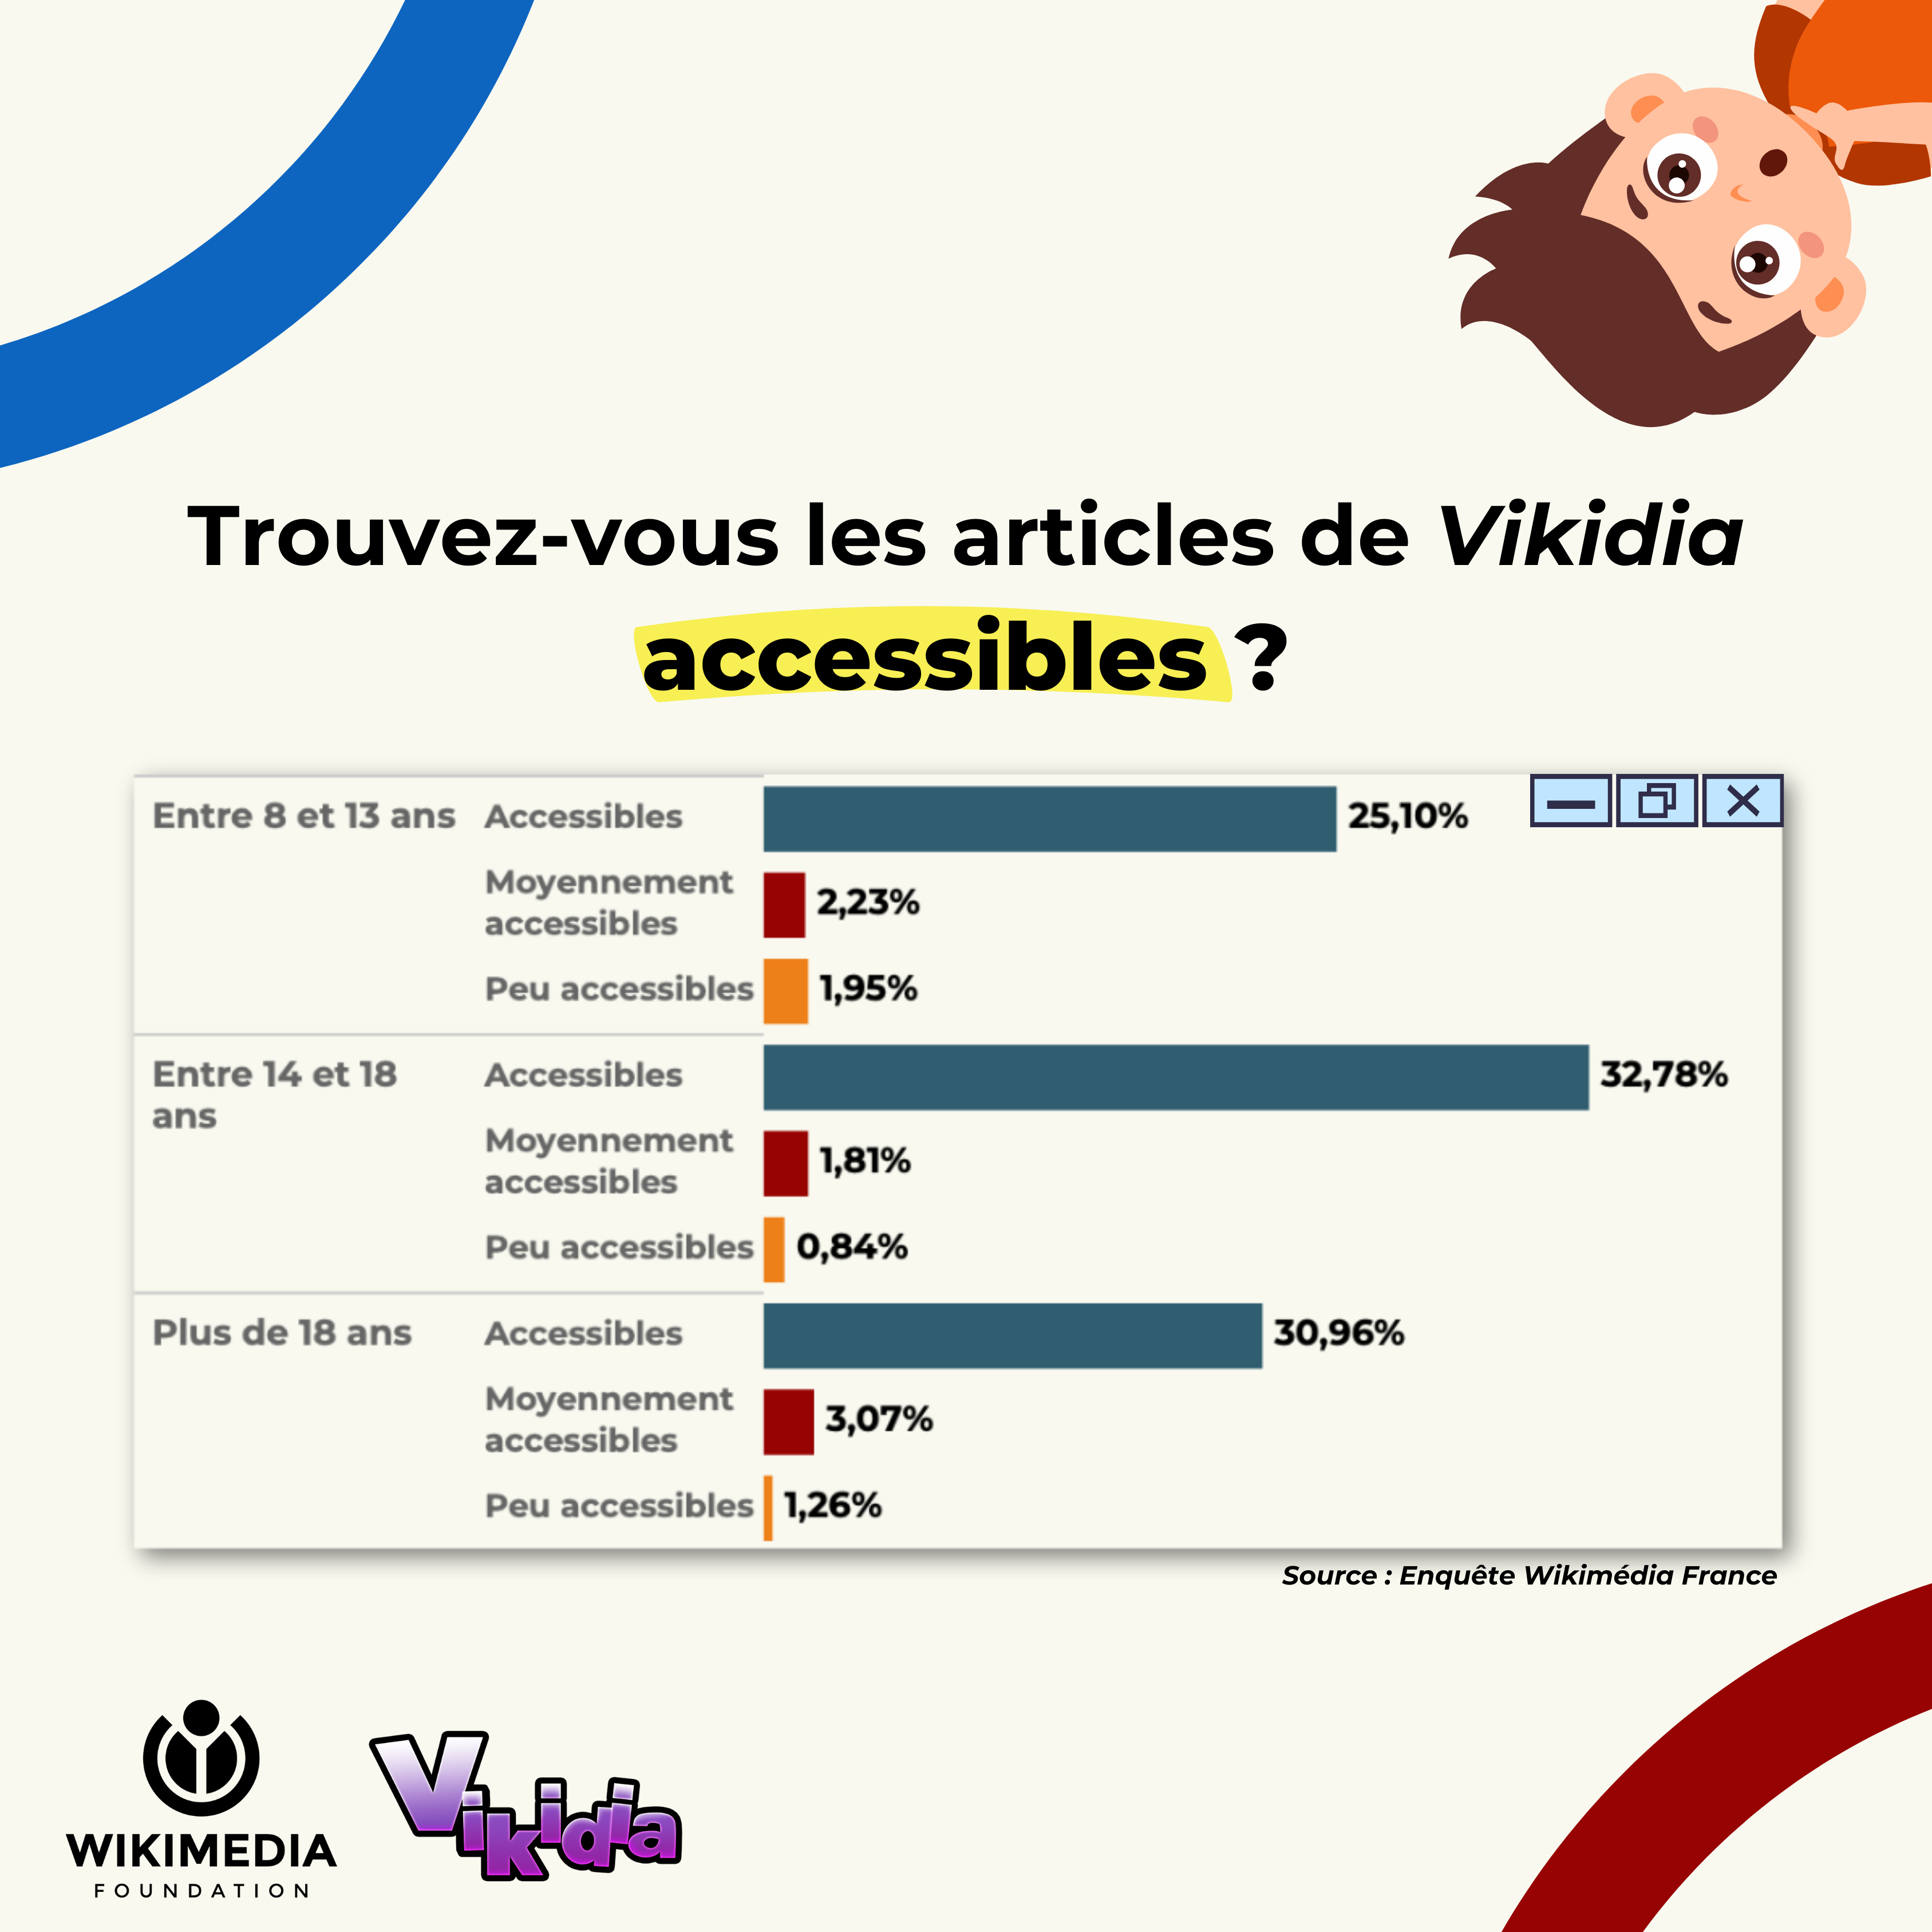 Trouvez-vous les articles de Vikidia
accessibles ?
Entre 8 et 13 ans
Accessibles
25,10%
Moyennement
accessibles
2,23%
Peu accessibles
1,95%
Entre 14 et 18
ans
Accessibles
32,78%
Moyennement
accessibles
1,81%
Peu accessibles
0,84%
Plus de 18 ans
Accessibles
30,96%
Moyennement
accessibles
3,07%
Peu accessibles
1,26%
Source : Enquête Wikimédia France
WIKIMEDIA
FOUNDATION
Vikidia